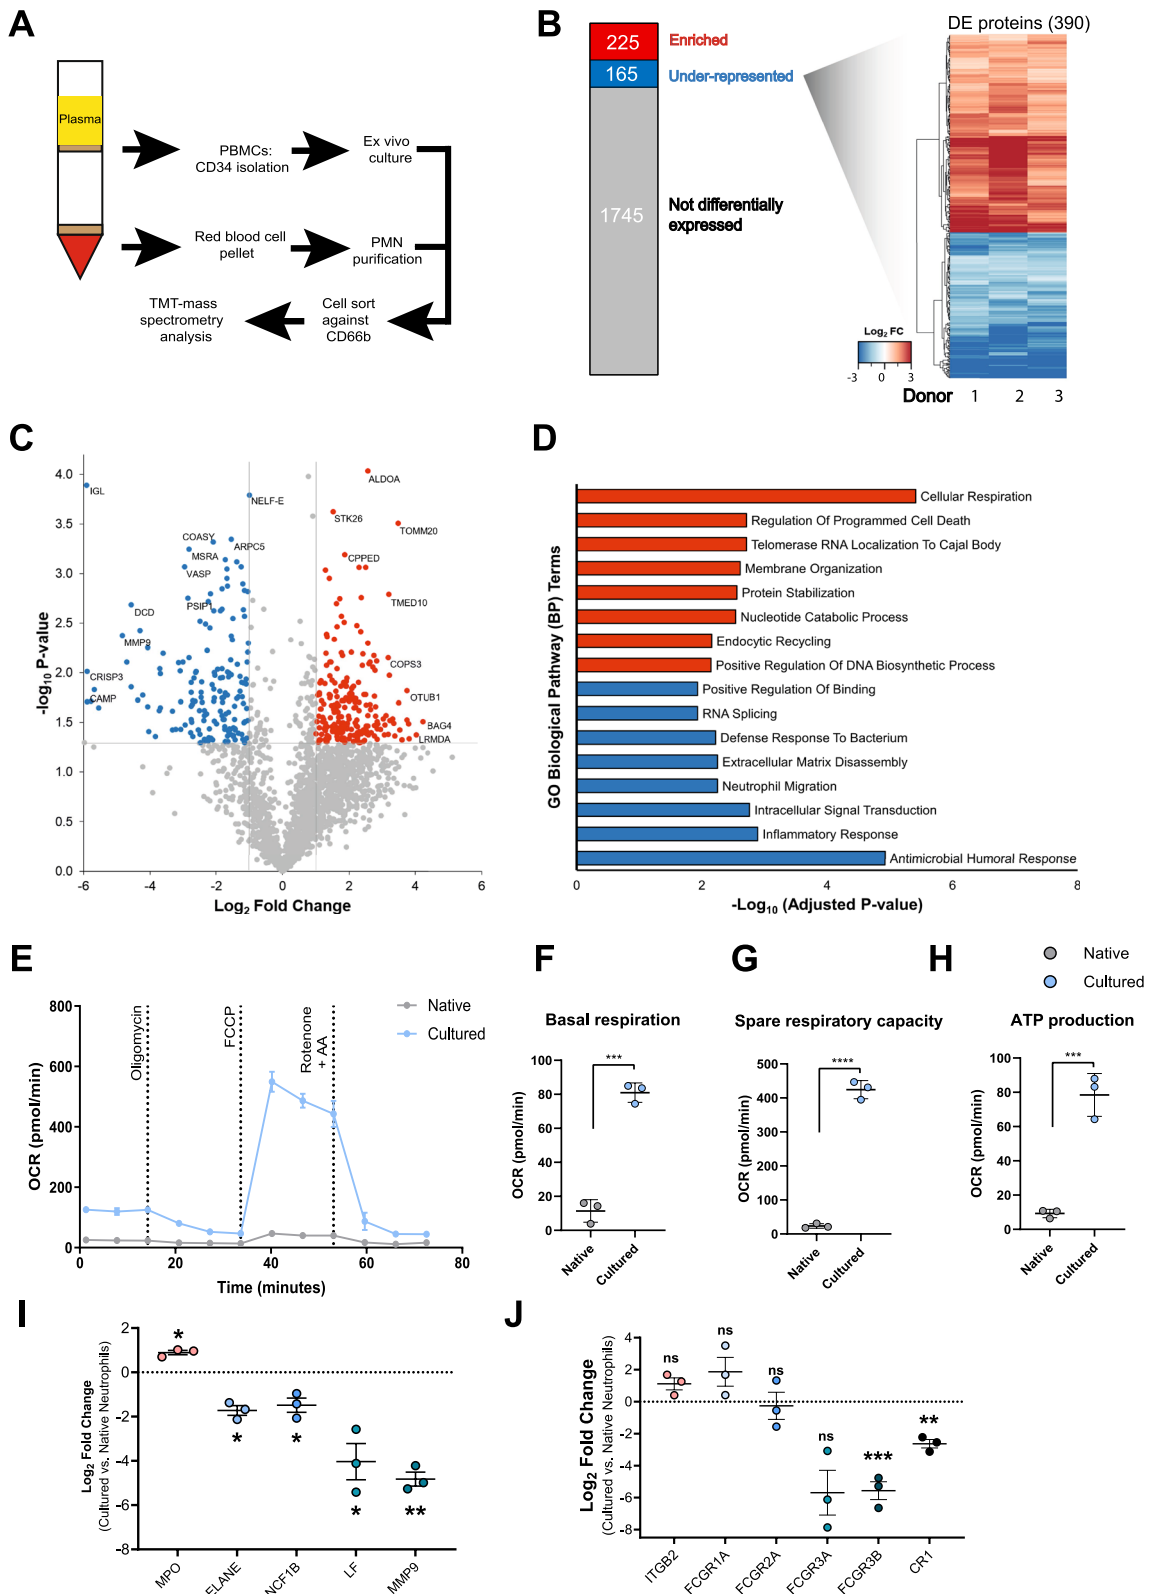 A
Plasma
PBMCs:
CD34 isolation
Ex vivo
culture
Red blood cell
pellet
PMN
purification
TMT-mass
spectrometry
analysis
Cell sort
against
CD66b
B
225
Enriched
165
Under-represented
1745
Not differentially
expressed
DE proteins (390)
Log2 FC
-3 0 3
Donor 1 2 3
C
-log10 P-value
4.0
3.5
3.0
2.5
2.0
1.5
1.0
0.5
0.0
IGL
NELF-E
ALDOA
STK26
TOMM20
COASY
ARPC5
MSRA
CPPED
VASP
PSIP1
TMED10
DCD
MMP9
COPS3
CRISP3
CAMP
OTUB1
BAG4
LRMDA
-6 -4 -2 0 2 4 6
Log2 Fold Change
D
GO Biological Pathway (BP) Terms
Cellular Respiration
Regulation Of Programmed Cell Death
Telomerase RNA Localization To Cajal Body
Membrane Organization
Protein Stabilization
Nucleotide Catabolic Process
Endocytic Recycling
Positive Regulation Of DNA Biosynthetic Process
Positive Regulation Of Binding
RNA Splicing
Defense Response To Bacterium
Extracellular Matrix Disassembly
Neutrophil Migration
Intracellular Signal Transduction
Inflammatory Response
Antimicrobial Humoral Response
0 2 4 6 8
-Log10 (Adjusted P-value)
E
Native
Cultured
OCR (pmol/min)
800
600
400
200
0
Oligomycin
FCCP
Rotenone
+ AA
0 20 40 60 80
Time (minutes)
F
Basal respiration
OCR (pmol/min)
100
80
60
40
20
0
***
Native
Cultured
G
Spare respiratory capacity
OCR (pmol/min)
500
400
300
200
100
0
****
Native
Cultured
H
Native
Cultured
ATP production
OCR (pmol/min)
100
80
60
40
20
0
***
Native
Cultured
I
Log2 Fold Change
(Cultured vs. Native Neutrophils)
2
0
-2
-4
-6
-8
*
*
*
*
**
MPO
ELANE
NCF1B
LF
MMP9
J
Log2 Fold Change
(Cultured vs. Native Neutrophils)
4
2
0
-2
-4
-6
-8
ns
ns
ns
ns
***
**
ITGB2
FCGR1A
FCGR2A
FCGR3A
FCGR3B
CR1